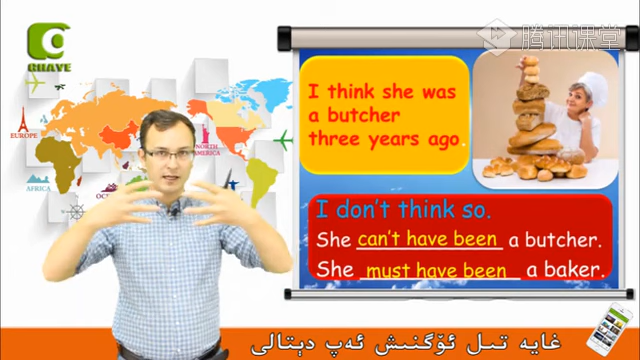 GHAYE
腾讯课堂
I think she was
a butcher
three years ago.
EUROPE
NORTH
AMERICA
AFRICA
I don't think so.
She can't have been a butcher.
She must have been a baker.
غايە تىل ئۆگىنىش ئەپ دېتالى